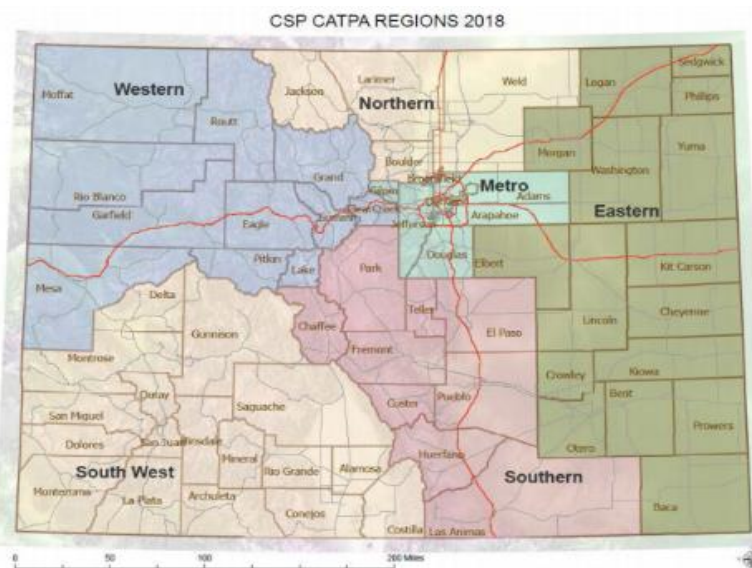 CSP CATPA REGIONS 2018
Western
Northern
Metro
Eastern
South West
Southern
Moffat
Routt
Jackson
Larimer
Weld
Logan
Sedgwick
Phillips
Morgan
Washington
Yuma
Rio Blanco
Garfield
Grand
Boulder
Broomfield
Gilpin
Clear Creek
Adams
Arapahoe
Jefferson
Douglas
Eagle
Summit
Pitkin
Lake
Park
Elbert
Kit Carson
Mesa
Delta
Gunnison
Chaffee
Teller
El Paso
Lincoln
Cheyenne
Montrose
Fremont
Crowley
Kiowa
Ouray
Saguache
Custer
Pueblo
Bent
Prowers
San Miguel
Dolores
San Juan
Hinsdale
Mineral
Rio Grande
Alamosa
Huerfano
Otero
Montezuma
La Plata
Archuleta
Conejos
Costilla
Las Animas
Baca
0
50
100
200 Miles